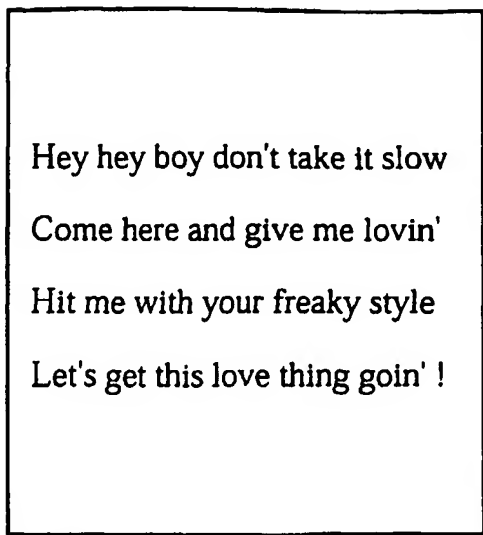 Hey hey boy don't take it slow
Come here and give me lovin'
Hit me with your freaky style
Let's get this love thing goin' !